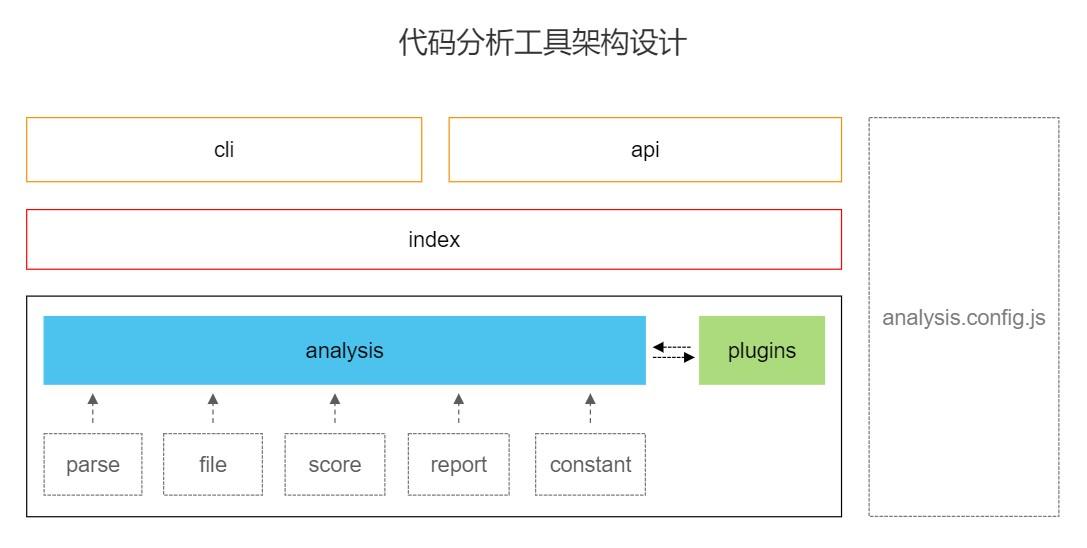 代码分析工具架构设计
cli
api
index
analysis.config.js
analysis
plugins
parse
file
score
report
constant